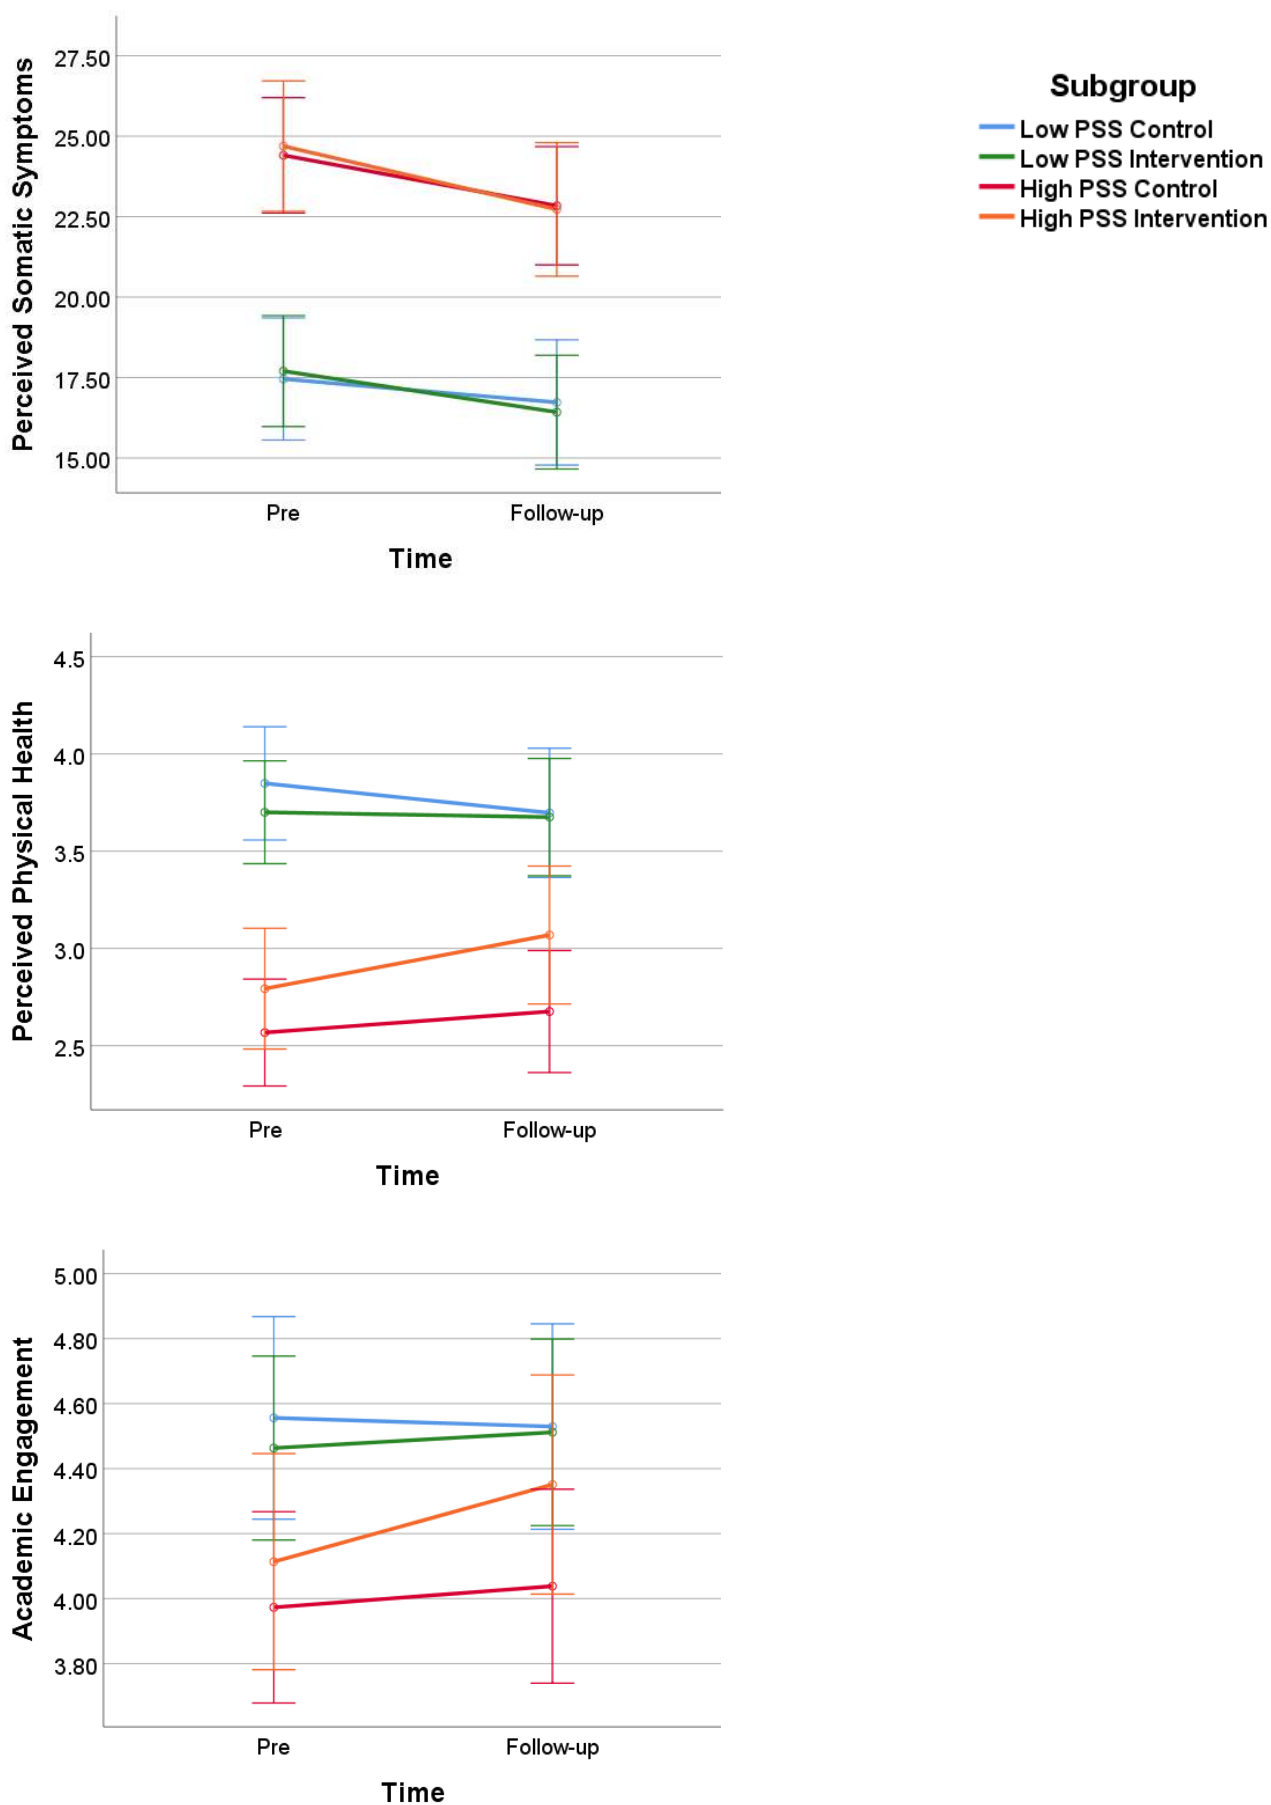 Perceived Somatic Symptoms
27.50
25.00
22.50
20.00
17.50
15.00
Pre
Follow-up
Time
Subgroup
Low PSS Control
Low PSS Intervention
High PSS Control
High PSS Intervention
Perceived Physical Health
4.5
4.0
3.5
3.0
2.5
Pre
Follow-up
Time
Academic Engagement
5.00
4.80
4.60
4.40
4.20
4.00
3.80
Pre
Follow-up
Time